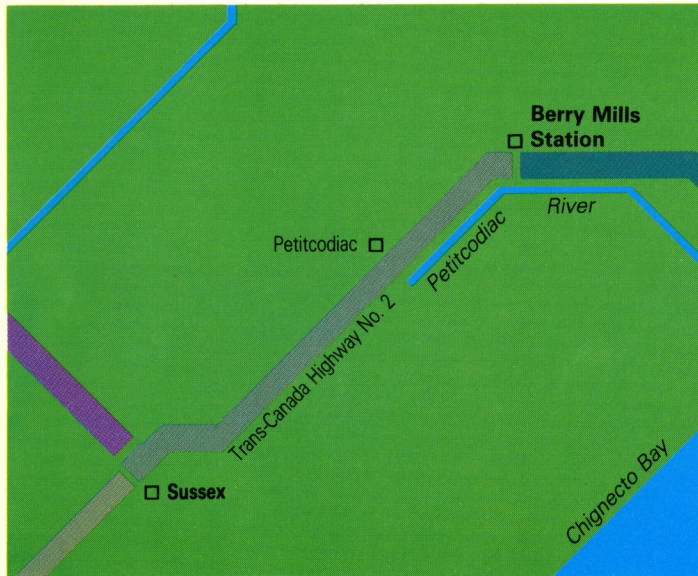 Berry Mills
Station
Petitcodiac
Petitcodiac
River
Trans-Canada Highway No. 2
Sussex
Chignecto Bay